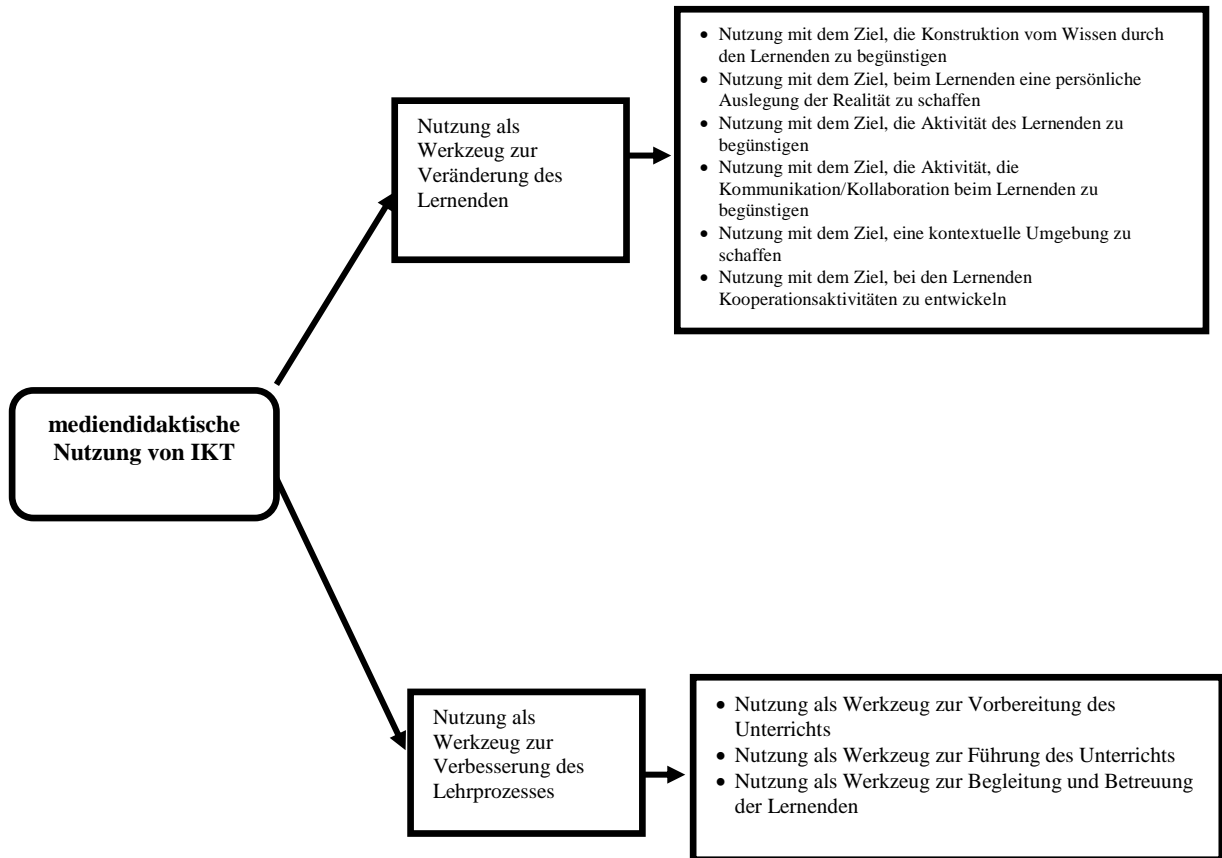 • Nutzung mit dem Ziel, die Konstruktion vom Wissen durch
den Lernenden zu begünstigen
• Nutzung mit dem Ziel, beim Lernenden eine persönliche
Auslegung der Realität zu schaffen
• Nutzung mit dem Ziel, die Aktivität des Lernenden zu
begünstigen
• Nutzung mit dem Ziel, die Aktivität, die
Kommunikation/Kollaboration beim Lernenden zu
begünstigen
• Nutzung mit dem Ziel, eine kontextuelle Umgebung zu
schaffen
• Nutzung mit dem Ziel, bei den Lernenden
Kooperationsaktivitäten zu entwickeln
Nutzung als
Werkzeug zur
Veränderung des
Lernenden
mediendidaktische
Nutzung von IKT
Nutzung als
Werkzeug zur
Verbesserung des
Lehrprozesses
• Nutzung als Werkzeug zur Vorbereitung des
Unterrichts
• Nutzung als Werkzeug zur Führung des Unterrichts
• Nutzung als Werkzeug zur Begleitung und Betreuung
der Lernenden